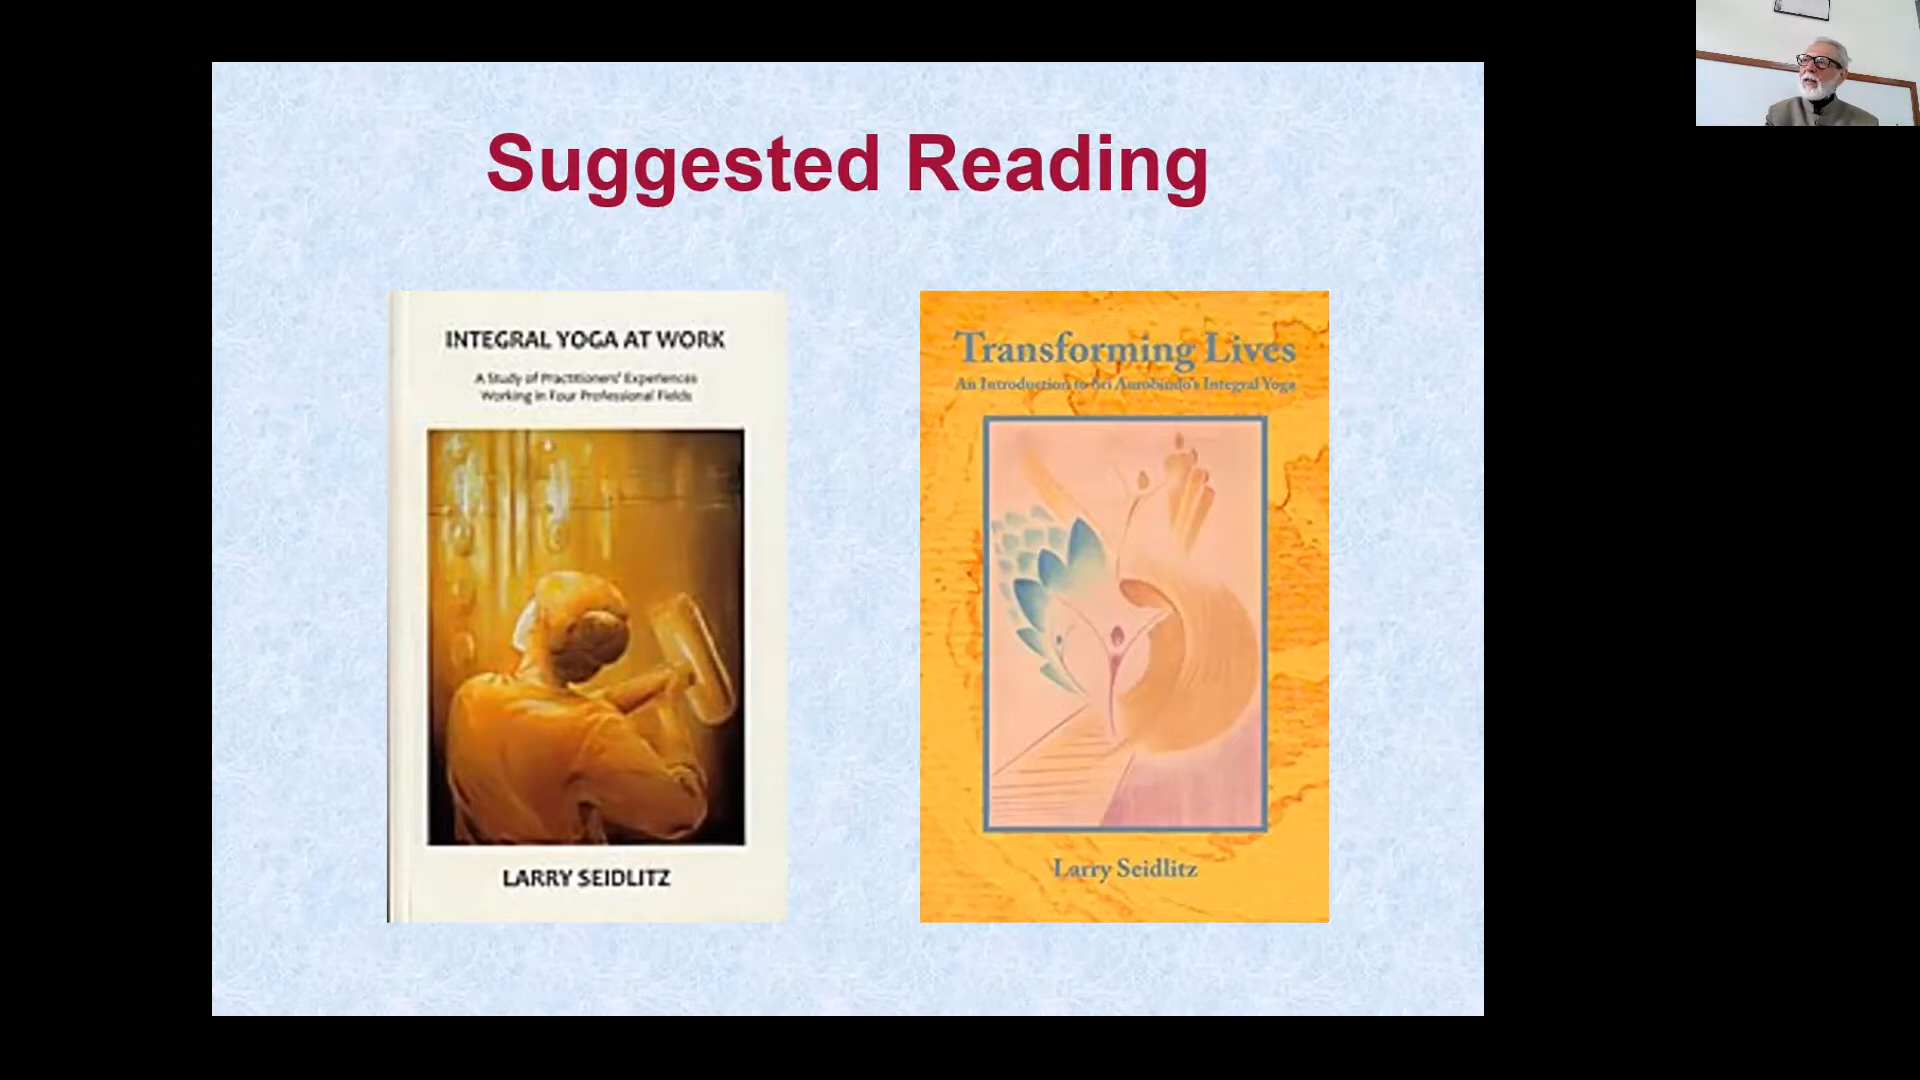 Suggested Reading
INTEGRAL YOGA AT WORK
A Study of Practitioners' Experiences
Working in Four Professional Fields
LARRY SEIDLITZ
Transforming Lives
An Introduction to Sri Aurobindo's Integral Yoga
Larry Seidlitz